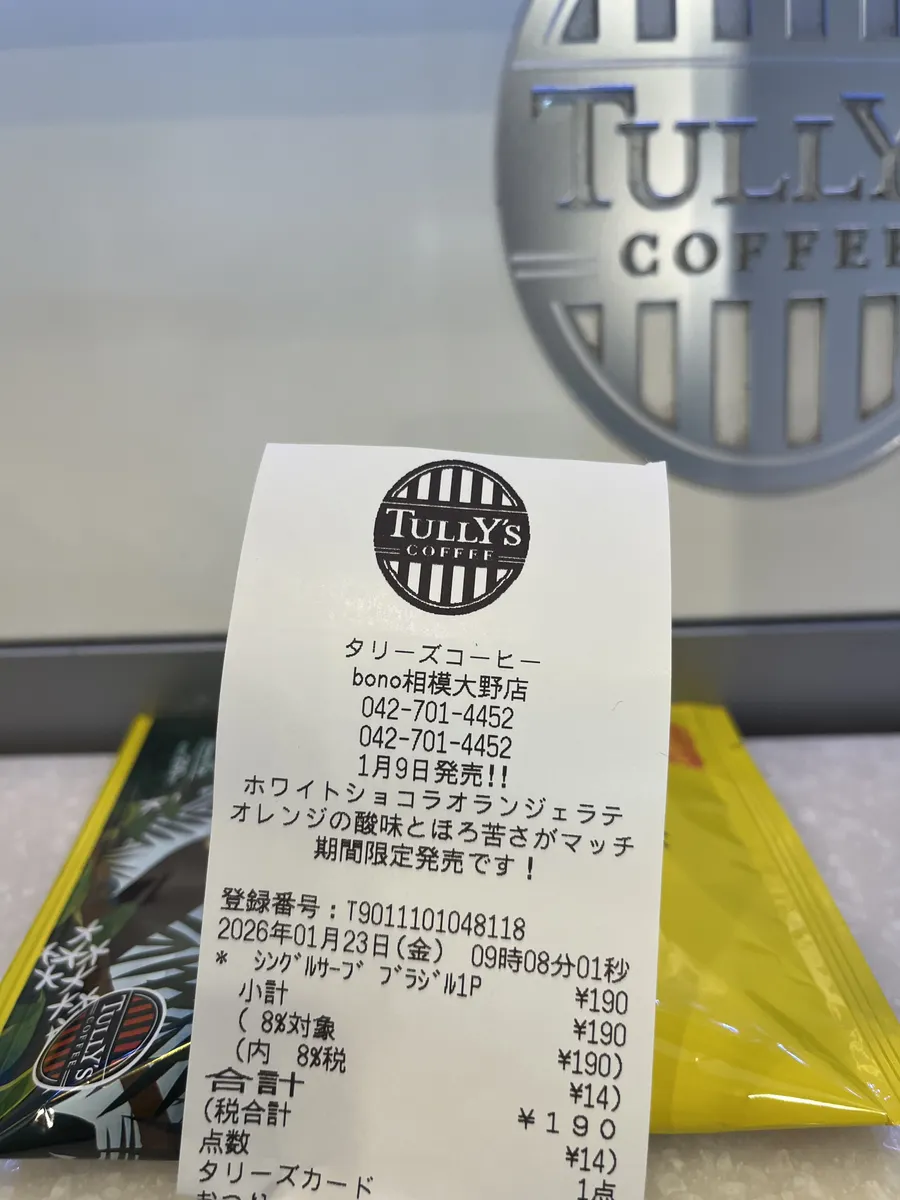 TULLY
COFFEE
TULLY'S
COFFEE
タリーズコーヒー
bono相模大野店
042-701-4452
042-701-4452
1月9日発売!!
ホワイトショコラオランジェラテ
オレンジの酸味とほろ苦さがマッチ
期間限定発売です!
登録番号:T9011101048118
2026年01月23日(金) 09時08分01秒
* シングルサーブ ブラジル1P ¥190
小計 ¥190
( 8%対象 ¥190)
(内 8%税 ¥14)
合計 ¥190
(税合計 ¥14)
点数 1点
タリーズカード
おつり
TULLY'S
COFFEE